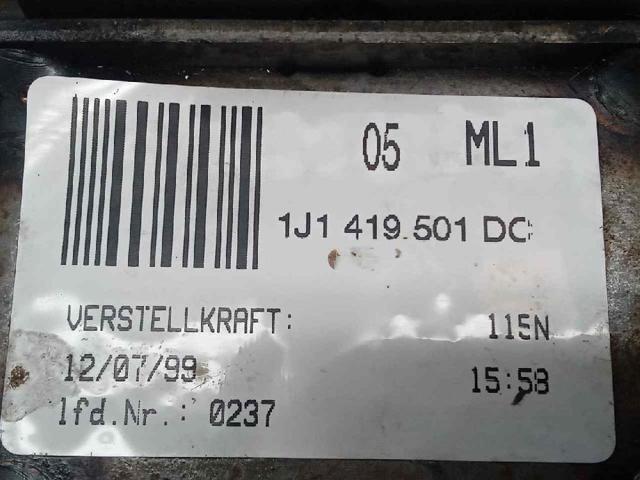 05 ML1
1J1 419 501 DC
VERSTELLKRAFT: 115N
12/07/99 15:58
lfd.Nr.: 0237